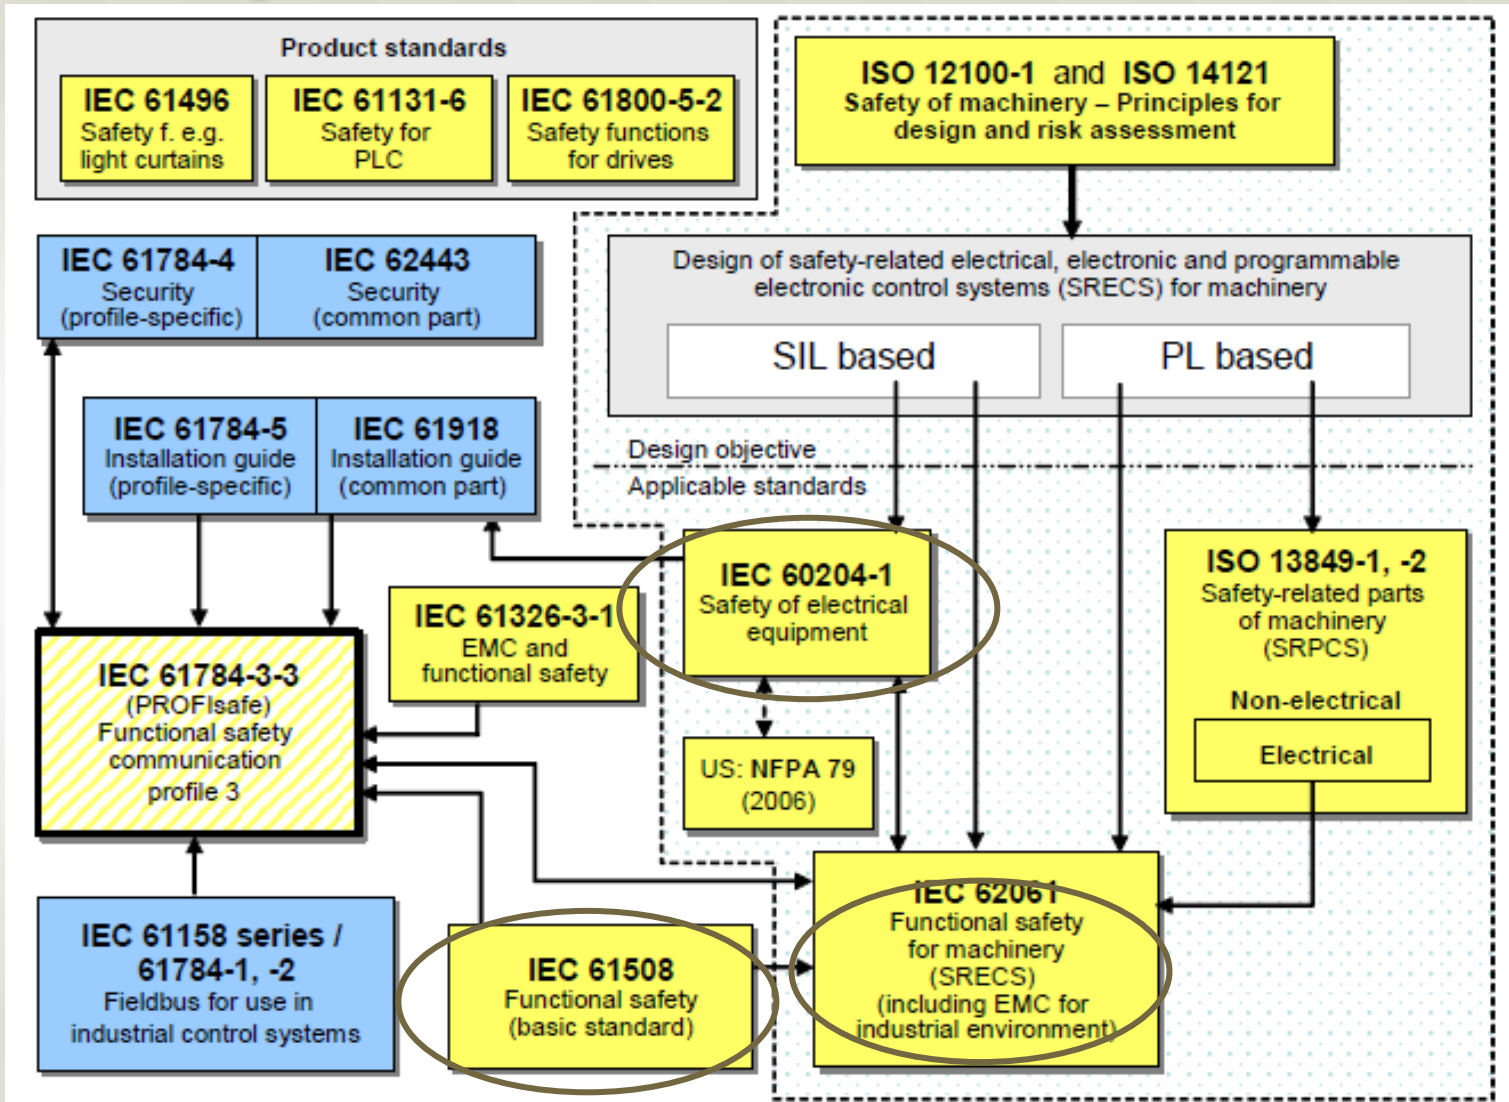 Product standards
IEC 61496
Safety f. e.g.
light curtains
IEC 61131-6
Safety for
PLC
IEC 61800-5-2
Safety functions
for drives
ISO 12100-1 and ISO 14121
Safety of machinery – Principles for
design and risk assessment
IEC 61784-4
Security
(profile-specific)
IEC 62443
Security
(common part)
Design of safety-related electrical, electronic and programmable
electronic control systems (SRECS) for machinery
SIL based
PL based
IEC 61784-5
Installation guide
(profile-specific)
IEC 61918
Installation guide
(common part)
Design objective
Applicable standards
IEC 60204-1
Safety of electrical
equipment
ISO 13849-1, -2
Safety-related parts
of machinery
(SRPCS)
Non-electrical
Electrical
IEC 61326-3-1
EMC and
functional safety
IEC 61784-3-3
(PROFIsafe)
Functional safety
communication
profile 3
US: NFPA 79
(2006)
IEC 61158 series /
61784-1, -2
Fieldbus for use in
industrial control systems
IEC 61508
Functional safety
(basic standard)
IEC 62061
Functional safety
for machinery
(SRECS)
(including EMC for
industrial environment)